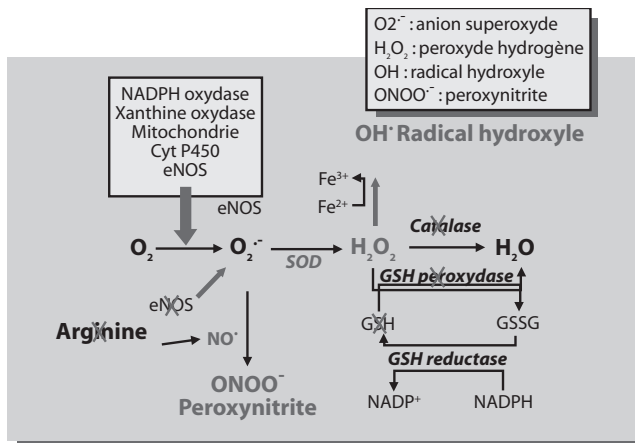 O2·⁻ : anion superoxyde
H₂O₂ : peroxyde hydrogène
OH : radical hydroxyle
ONOO·⁻ : peroxynitrite
NADPH oxydase
Xanthine oxydase
Mitochondrie
Cyt P450
eNOS
OH· Radical hydroxyle
Fe³⁺
Fe²⁺
eNOS
Catalase
O₂
O₂·⁻
SOD
H₂O₂
H₂O
GSH peroxydase
eNOS
Arginine
NO·
GSH
GSSG
GSH reductase
ONOO⁻
Peroxynitrite
NADP⁺
NADPH